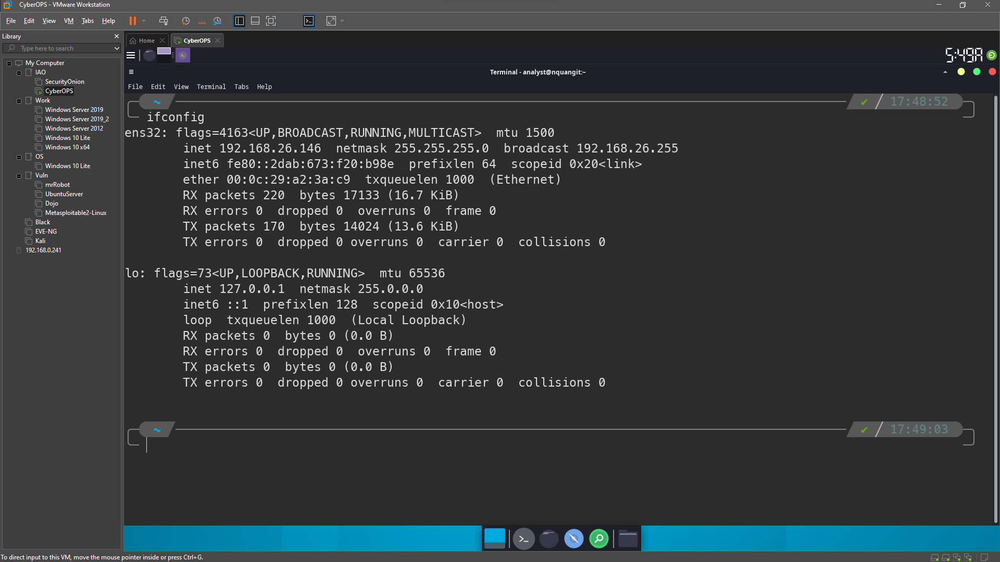 CyberOPS - VMware Workstation
File Edit View VM Tabs Help
Library
Type here to search
My Computer
IAO
SecurityOnion
CyberOPS
Work
Windows Server 2019
Windows Server 2019_2
Windows Server 2012
Windows 10 Lite
Windows 10 x64
OS
Windows 10 Lite
Vuln
mrRobot
UbuntuServer
Dojo
Metasploitable2-Linux
Black
EVE-NG
Kali
192.168.0.241
Home CyberOPS
5:49A
Terminal - analyst@nquangit:~
File Edit View Terminal Tabs Help
~ ✔ 17:48:52
ifconfig
ens32: flags=4163<UP,BROADCAST,RUNNING,MULTICAST>  mtu 1500
inet 192.168.26.146  netmask 255.255.255.0  broadcast 192.168.26.255
inet6 fe80::2dab:673:f20:b98e  prefixlen 64  scopeid 0x20<link>
ether 00:0c:29:a2:3a:c9  txqueuelen 1000  (Ethernet)
RX packets 220  bytes 17133 (16.7 KiB)
RX errors 0  dropped 0  overruns 0  frame 0
TX packets 170  bytes 14024 (13.6 KiB)
TX errors 0  dropped 0 overruns 0  carrier 0  collisions 0
lo: flags=73<UP,LOOPBACK,RUNNING>  mtu 65536
inet 127.0.0.1  netmask 255.0.0.0
inet6 ::1  prefixlen 128  scopeid 0x10<host>
loop  txqueuelen 1000  (Local Loopback)
RX packets 0  bytes 0 (0.0 B)
RX errors 0  dropped 0  overruns 0  frame 0
TX packets 0  bytes 0 (0.0 B)
TX errors 0  dropped 0 overruns 0  carrier 0  collisions 0
~ ✔ 17:49:03
To direct input to this VM, move the mouse pointer inside or press Ctrl+G.